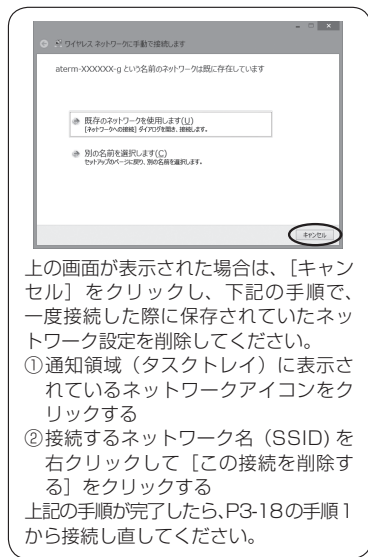 ワイヤレス ネットワークに手動で接続します
aterm-XXXXXX-g という名前のネットワークは既に存在しています
既存のネットワークを使用します(U)
[ネットワークへの接続] ダイアログを開き、接続します。
別の名前を選択します(C)
セットアップのページに戻り、別の名前を選択します。
キャンセル
上の画面が表示された場合は、［キャン
セル］をクリックし、下記の手順で、
一度接続した際に保存されていたネッ
トワーク設定を削除してください。
①通知領域（タスクトレイ）に表示さ
れているネットワークアイコンをク
リックする
②接続するネットワーク名（SSID) を
右クリックして［この接続を削除す
る］をクリックする
上記の手順が完了したら、P3-18の手順1
から接続し直してください。